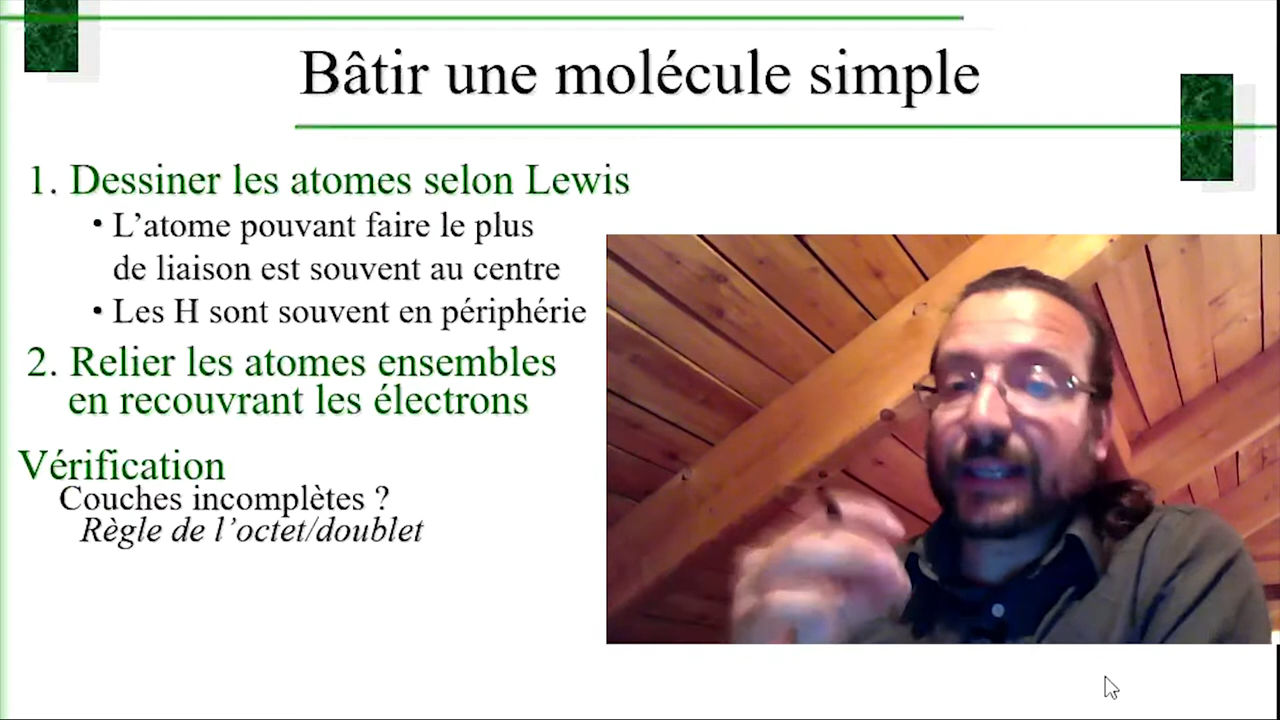 Bâtir une molécule simple
1. Dessiner les atomes selon Lewis
• L’atome pouvant faire le plus
de liaison est souvent au centre
• Les H sont souvent en périphérie
2. Relier les atomes ensembles
en recouvrant les électrons
Vérification
Couches incomplètes ?
Règle de l’octet/doublet